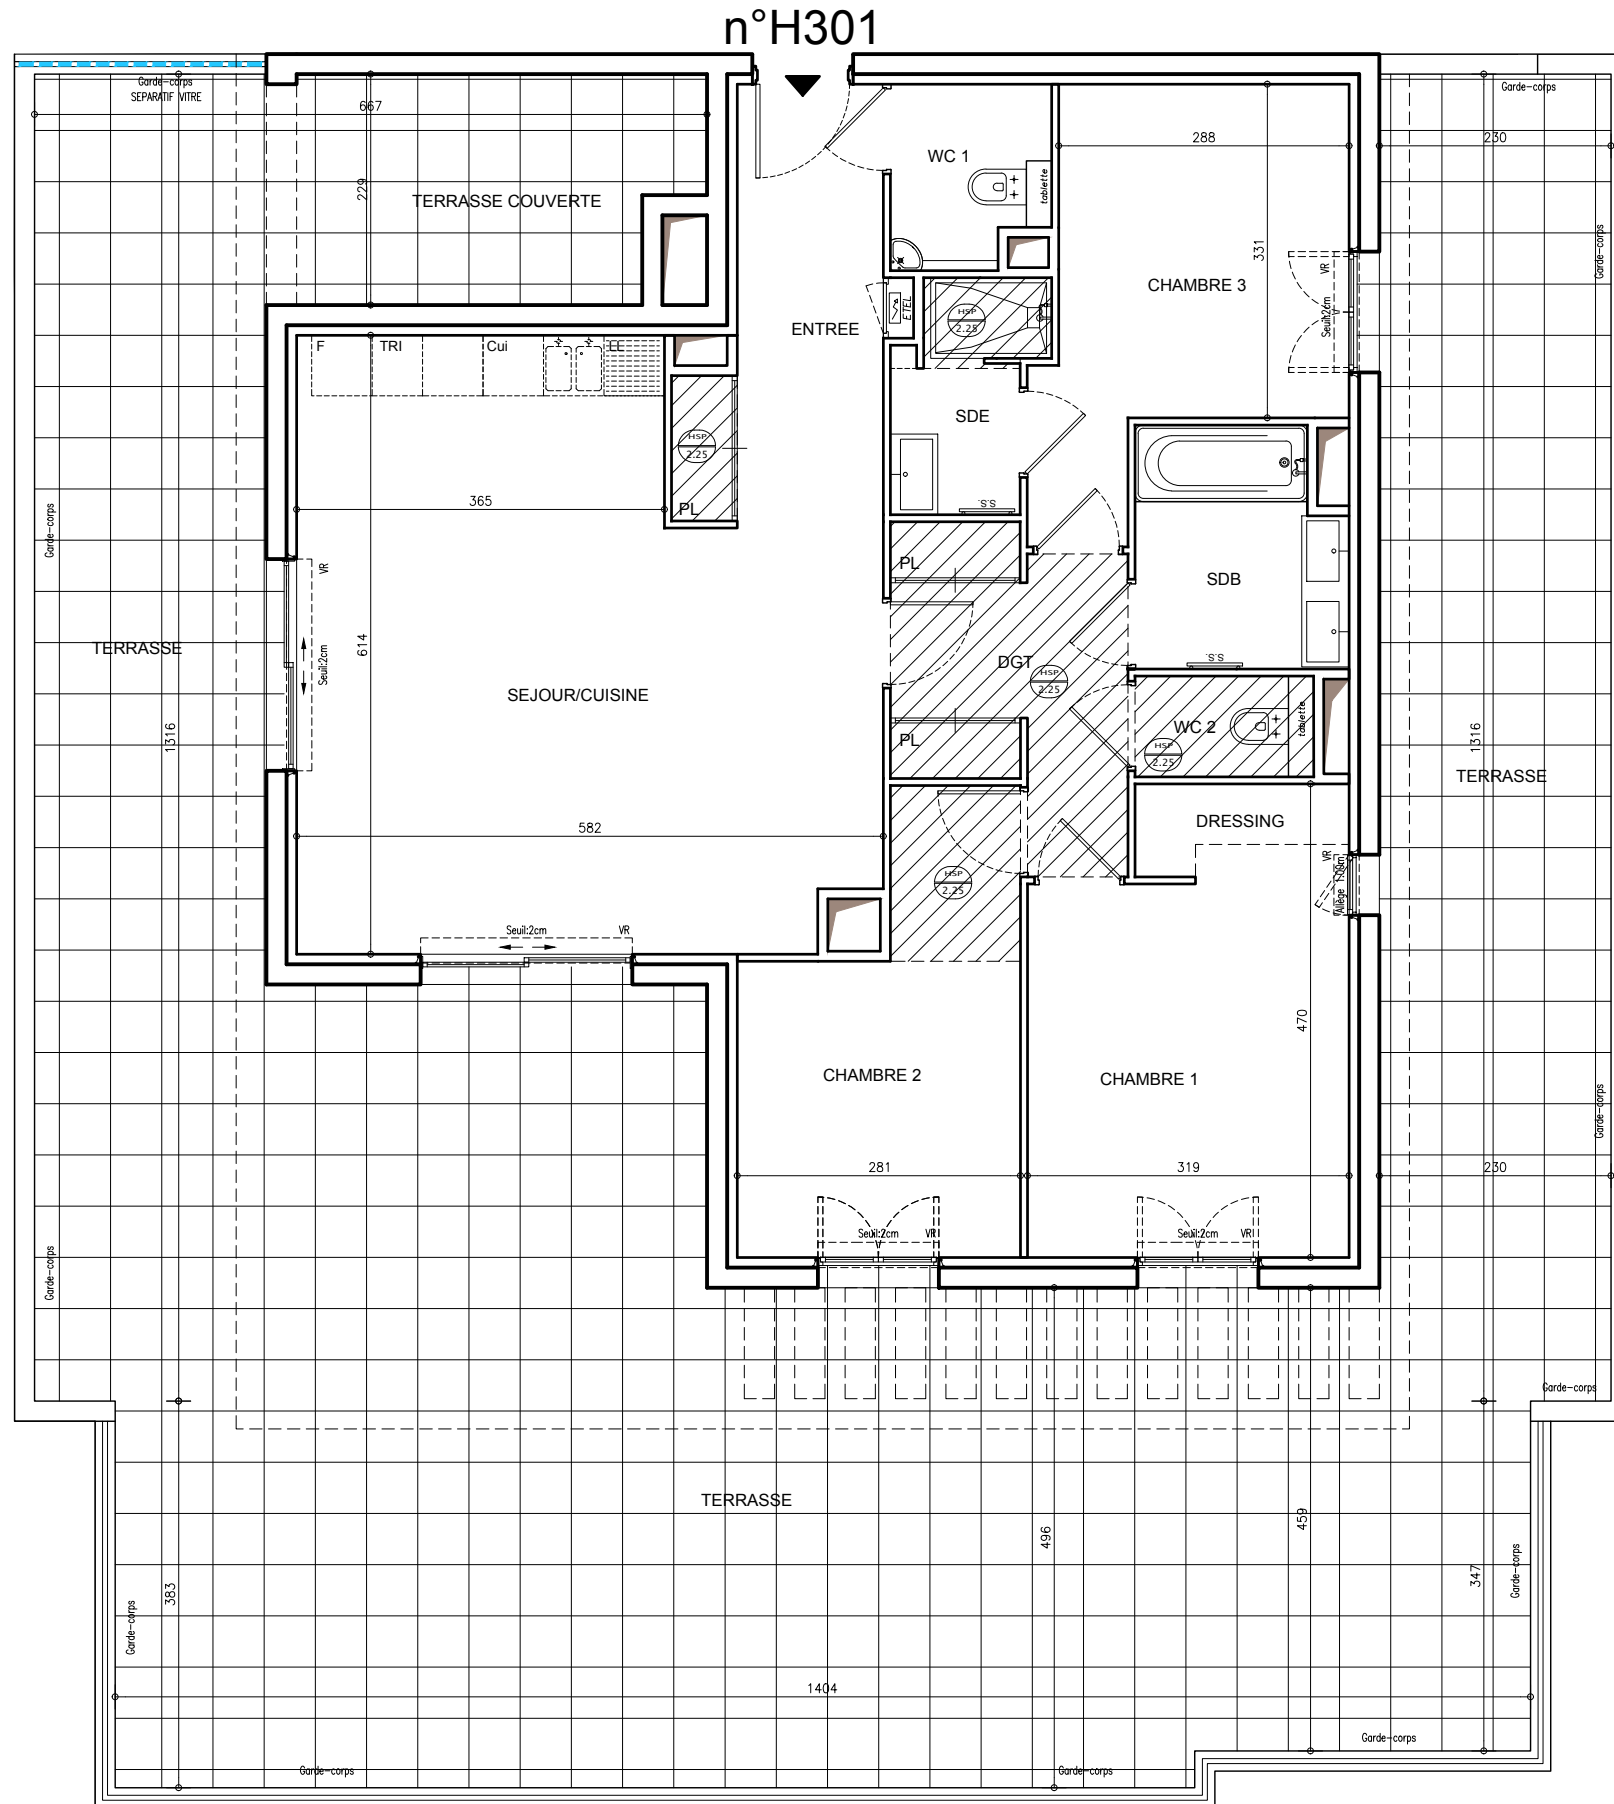 n°H301
Garde-corps
SEPARATIF VITRE
667
229
TERRASSE COUVERTE
WC 1
tablette
288
230
Garde-corps
Garde-corps
331
CHAMBRE 3
VR
Seuil:2cm
ENTREE
ETEL
HSP
2.25
F
TRI
Cui
LL
HSP
2.25
PL
SDE
S.S.
365
Garde-corps
VR
Seuil:2cm
614
TERRASSE
1316
SEJOUR/CUISINE
PL
DGT
HSP
2.25
PL
SDB
S.S.
WC 2
HSP
2.25
tablette
1316
TERRASSE
582
DRESSING
VR
Allège 1.00m
HSP
2.25
Seuil:2cm
VR
470
CHAMBRE 2
CHAMBRE 1
Garde-corps
281
319
230
Seuil:2cm
VR
Seuil:2cm
VR
Garde-corps
Garde-corps
TERRASSE
496
459
347
383
Garde-corps
Garde-corps
1404
Garde-corps
Garde-corps
Garde-corps